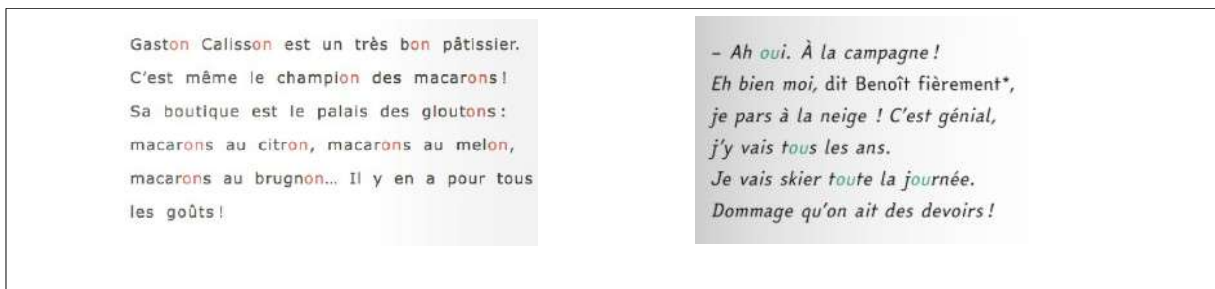 Gaston Calisson est un très bon pâtissier.
C'est même le champion des macarons !
Sa boutique est le palais des gloutons :
macarons au citron, macarons au melon,
macarons au brugnon... Il y en a pour tous
les goûts !
– Ah oui. À la campagne !
Eh bien moi, dit Benoît fièrement*,
je pars à la neige ! C'est génial,
j'y vais tous les ans.
Je vais skier toute la journée.
Dommage qu'on ait des devoirs !